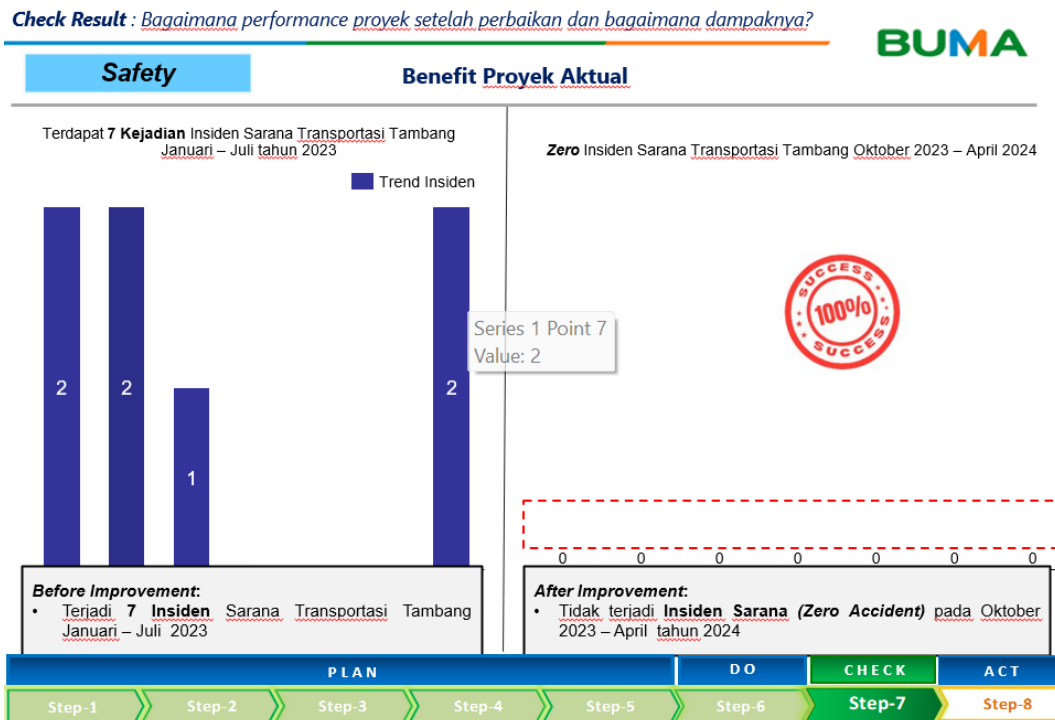 Check Result : Bagaimana performance proyek setelah perbaikan dan bagaimana dampaknya?
BUMA
Safety
Benefit Proyek Aktual
Terdapat 7 Kejadian Insiden Sarana Transportasi Tambang
Januari – Juli tahun 2023
Trend Insiden
2
2
1
2
Series 1 Point 7
Value: 2
Before Improvement:
• Terjadi 7 Insiden Sarana Transportasi Tambang
Januari – Juli 2023
Zero Insiden Sarana Transportasi Tambang Oktober 2023 – April 2024
SUCCESS
100%
SUCCESS
0 0 0 0 0 0 0
After Improvement:
• Tidak terjadi Insiden Sarana (Zero Accident) pada Oktober
2023 – April tahun 2024
PLAN DO CHECK ACT
Step-1 Step-2 Step-3 Step-4 Step-5 Step-6 Step-7 Step-8